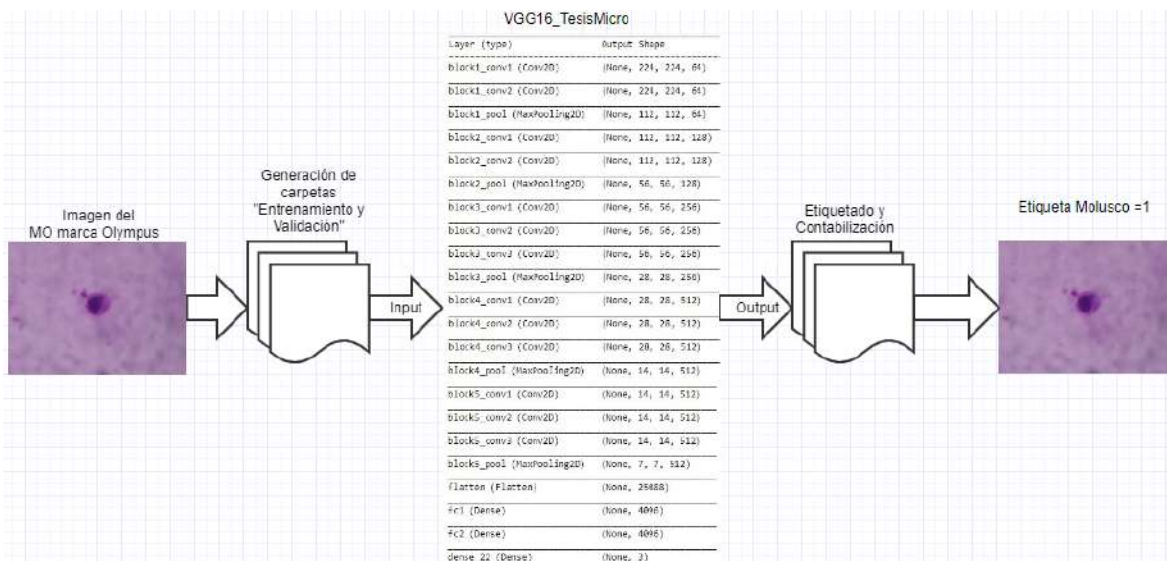 VGG16_TesisMicro
Imagen del
MO marca Olympus
Generación de
carpetas
"Entrenamiento y
Validación"
Input
Layer (type) Output Shape
block1_conv1 (Conv2D) (None, 224, 224, 64)
block1_conv2 (Conv2D) (None, 224, 224, 64)
block1_pool (MaxPooling2D) (None, 112, 112, 64)
block2_conv1 (Conv2D) (None, 112, 112, 128)
block2_conv2 (Conv2D) (None, 112, 112, 128)
block2_pool (MaxPooling2D) (None, 56, 56, 128)
block3_conv1 (Conv2D) (None, 56, 56, 256)
block3_conv2 (Conv2D) (None, 56, 56, 256)
block3_conv3 (Conv2D) (None, 56, 56, 256)
block3_pool (MaxPooling2D) (None, 28, 28, 256)
block4_conv1 (Conv2D) (None, 28, 28, 512)
block4_conv2 (Conv2D) (None, 28, 28, 512)
block4_conv3 (Conv2D) (None, 28, 28, 512)
block4_pool (MaxPooling2D) (None, 14, 14, 512)
block5_conv1 (Conv2D) (None, 14, 14, 512)
block5_conv2 (Conv2D) (None, 14, 14, 512)
block5_conv3 (Conv2D) (None, 14, 14, 512)
block5_pool (MaxPooling2D) (None, 7, 7, 512)
flatten (Flatten) (None, 25088)
fc1 (Dense) (None, 4096)
fc2 (Dense) (None, 4096)
dense_22 (Dense) (None, 3)
Output
Etiquetado y
Contabilización
Etiqueta Molusco =1